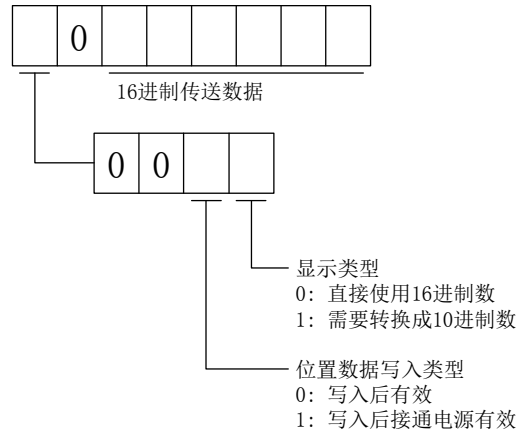 0
16进制传送数据
0 0
显示类型
0: 直接使用16进制数
1: 需要转换成10进制数
位置数据写入类型
0: 写入后有效
1: 写入后接通电源有效